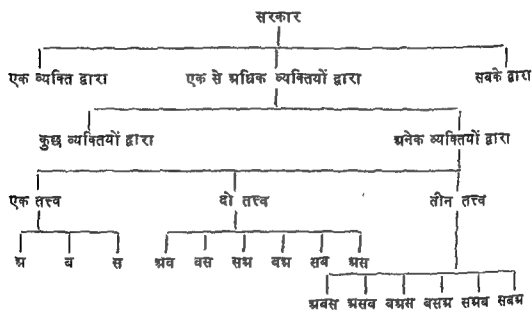 सरकार
एक व्यक्ति द्वारा एक से अधिक व्यक्तियों द्वारा सबके द्वारा
कुछ व्यक्तियों द्वारा अनेक व्यक्तियों द्वारा
एक तत्त्व दो तत्त्व तीन तत्त्व
अ ब स अब बस सअ बअ सब अस
अबस असब बअस बसअ सअब सबअ